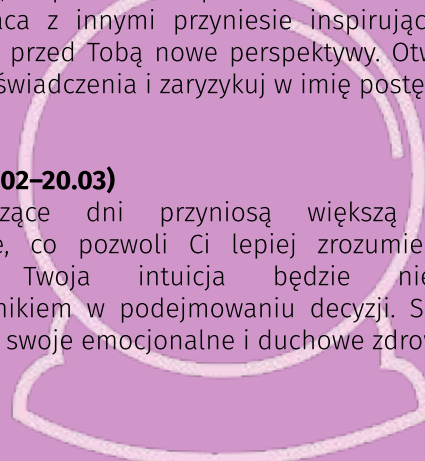 aca z innymi przyniesie inspirując
przed Tobą nowe perspektywy. Otw
świadczenia i zaryzykuj w imię postę
02–20.03)
zące dni przyniosą większą
e, co pozwoli Ci lepiej zrozumie
Twoja intuicja będzie nie
nikiem w podejmowaniu decyzji. S
swoje emocjonalne i duchowe zdrow